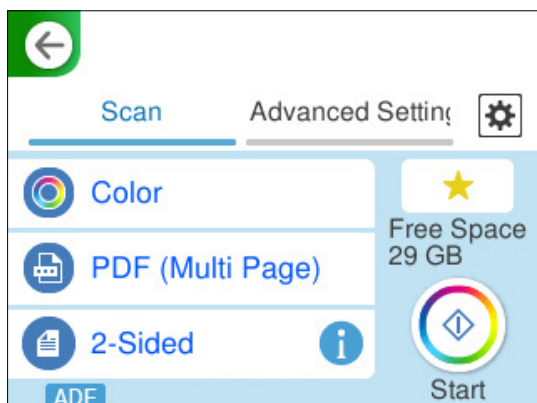 Scan
Advanced Setting
Color
PDF (Multi Page)
2-Sided
ADF
Free Space
29 GB
Start